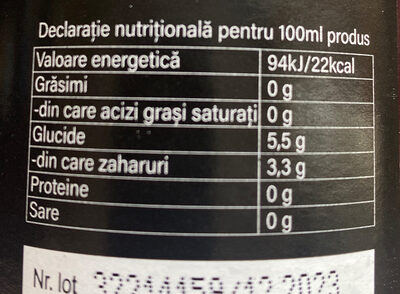 Declarație nutrițională pentru 100ml produs
Valoare energetică 94kJ/22kcal
Grăsimi 0 g
-din care acizi grași saturați 0 g
Glucide 5,5 g
-din care zaharuri 3,3 g
Proteine 0 g
Sare 0 g
Nr. lot 2023